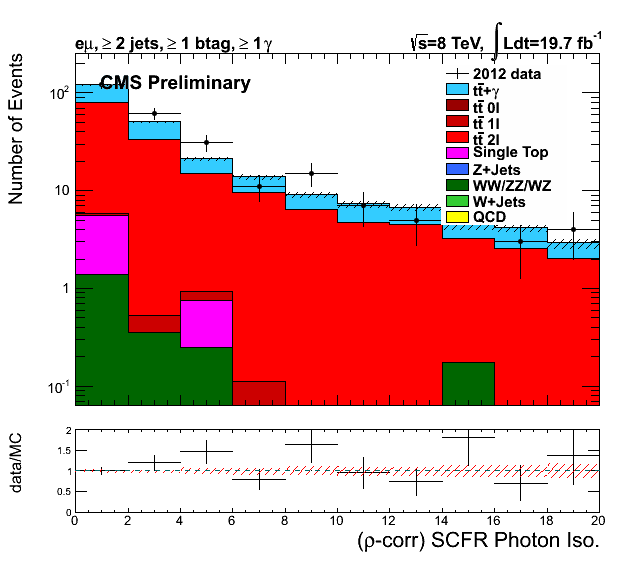 eμ, ≥ 2 jets, ≥ 1 btag, ≥ 1 γ
√s=8 TeV, ∫ Ldt=19.7 fb⁻¹
CMS Preliminary
Number of Events
10²
10
1
10⁻¹
2012 data
tt̄+γ
tt̄ 0l
tt̄ 1l
tt̄ 2l
Single Top
Z+Jets
WW/ZZ/WZ
W+Jets
QCD
data/MC
2
1.5
1
0.5
0
0 2 4 6 8 10 12 14 16 18 20
(ρ-corr) SCFR Photon Iso.